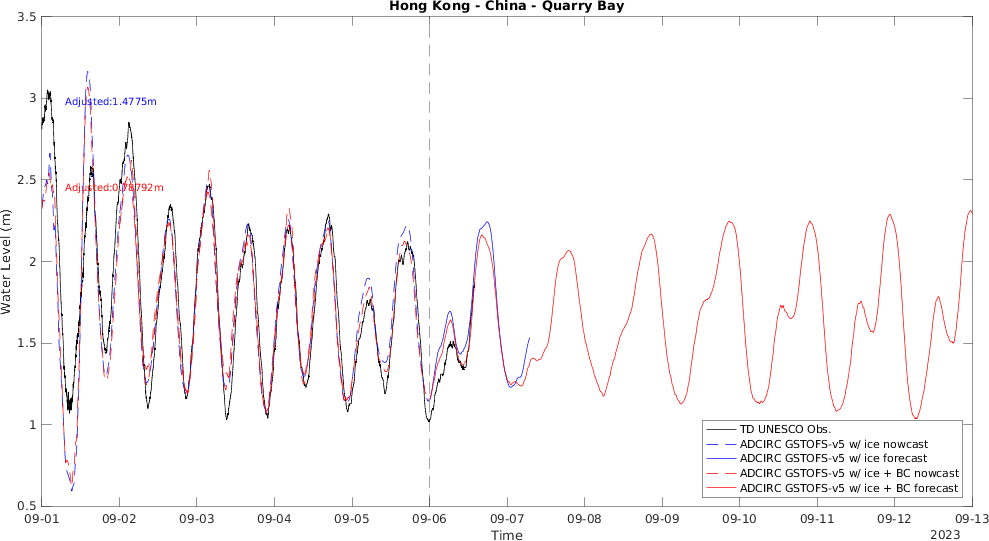 Hong Kong - China - Quarry Bay
3.5
3
2.5
2
1.5
1
0.5
Water Level (m)
Adjusted:1.4775m
Adjusted:0.78792m
TD UNESCO Obs.
ADCIRC GSTOFS-v5 w/ ice nowcast
ADCIRC GSTOFS-v5 w/ ice forecast
ADCIRC GSTOFS-v5 w/ ice + BC nowcast
ADCIRC GSTOFS-v5 w/ ice + BC forecast
09-01 09-02 09-03 09-04 09-05 09-06 09-07 09-08 09-09 09-10 09-11 09-12 09-13
Time
2023